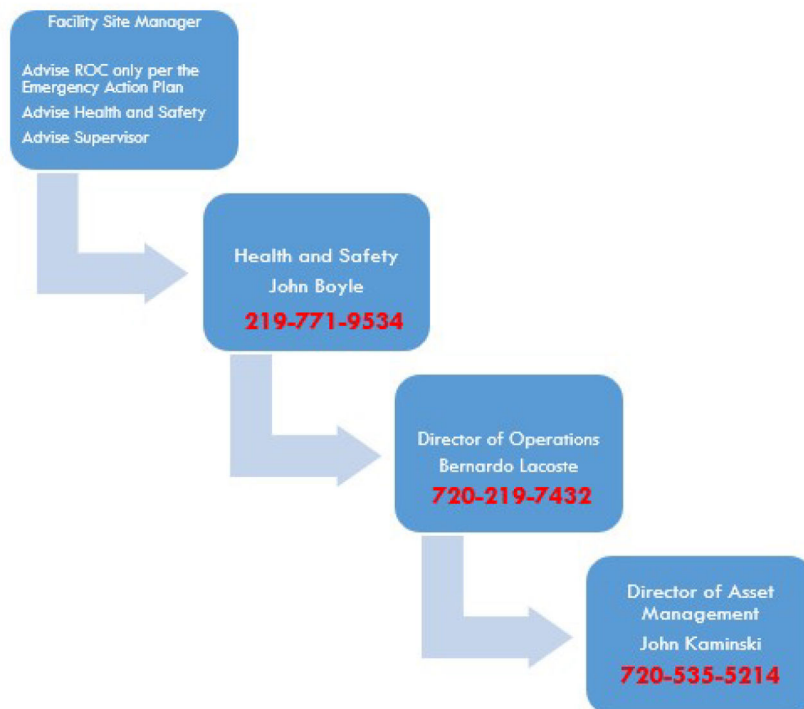 Facility Site Manager
Advise ROC only per the
Emergency Action Plan
Advise Health and Safety
Advise Supervisor
Health and Safety
John Boyle
219-771-9534
Director of Operations
Bernardo Lacoste
720-219-7432
Director of Asset
Management
John Kaminski
720-535-5214